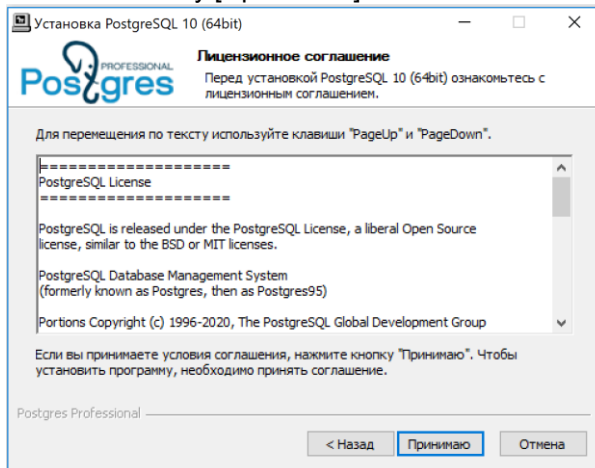 Установка PostgreSQL 10 (64bit)
PROFESSIONAL
Postgres
Лицензионное соглашение
Перед установкой PostgreSQL 10 (64bit) ознакомьтесь с
лицензионным соглашением.
Для перемещения по тексту используйте клавиши "PageUp" и "PageDown".
====================
PostgreSQL License
====================
PostgreSQL is released under the PostgreSQL License, a liberal Open Source
license, similar to the BSD or MIT licenses.
PostgreSQL Database Management System
(formerly known as Postgres, then as Postgres95)
Portions Copyright (c) 1996-2020, The PostgreSQL Global Development Group
Если вы принимаете условия соглашения, нажмите кнопку "Принимаю". Чтобы
установить программу, необходимо принять соглашение.
Postgres Professional
< Назад
Принимаю
Отмена